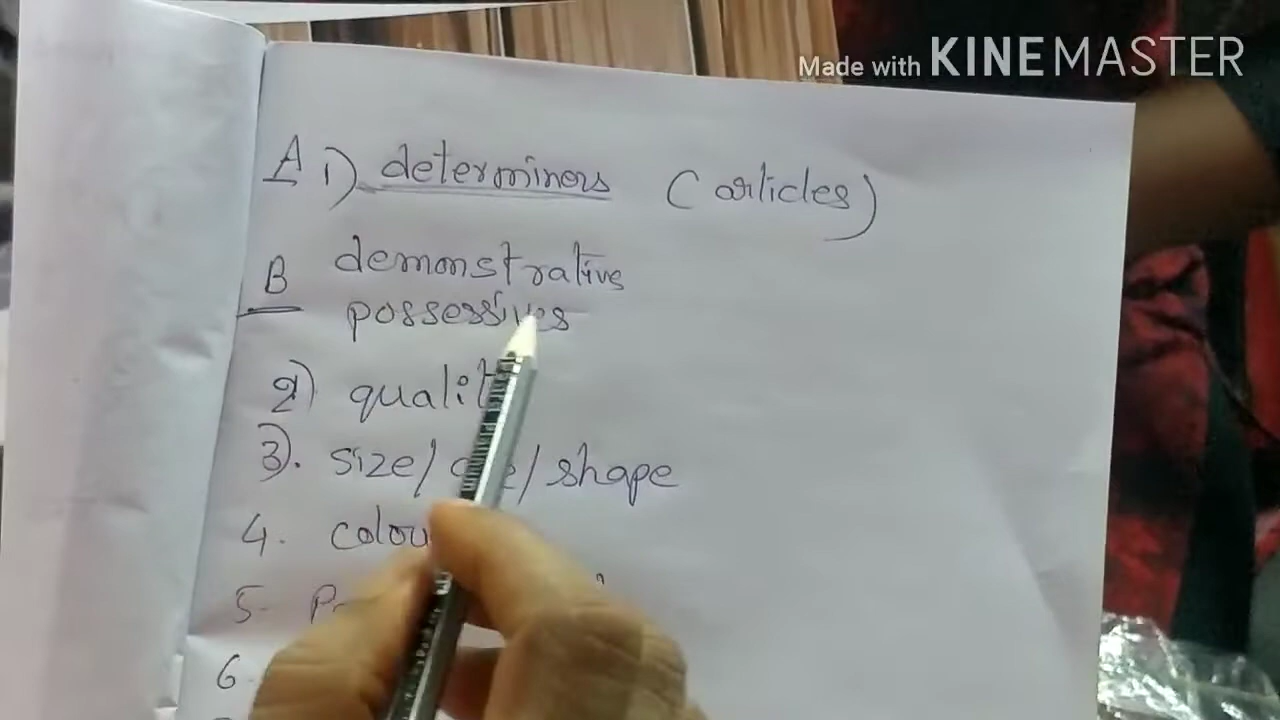 Made with KINEMASTER
A 1) determiners (articles)
B demonstrative
possessives
2) qualit
3). size/ /shape
4. colou
5-
6-